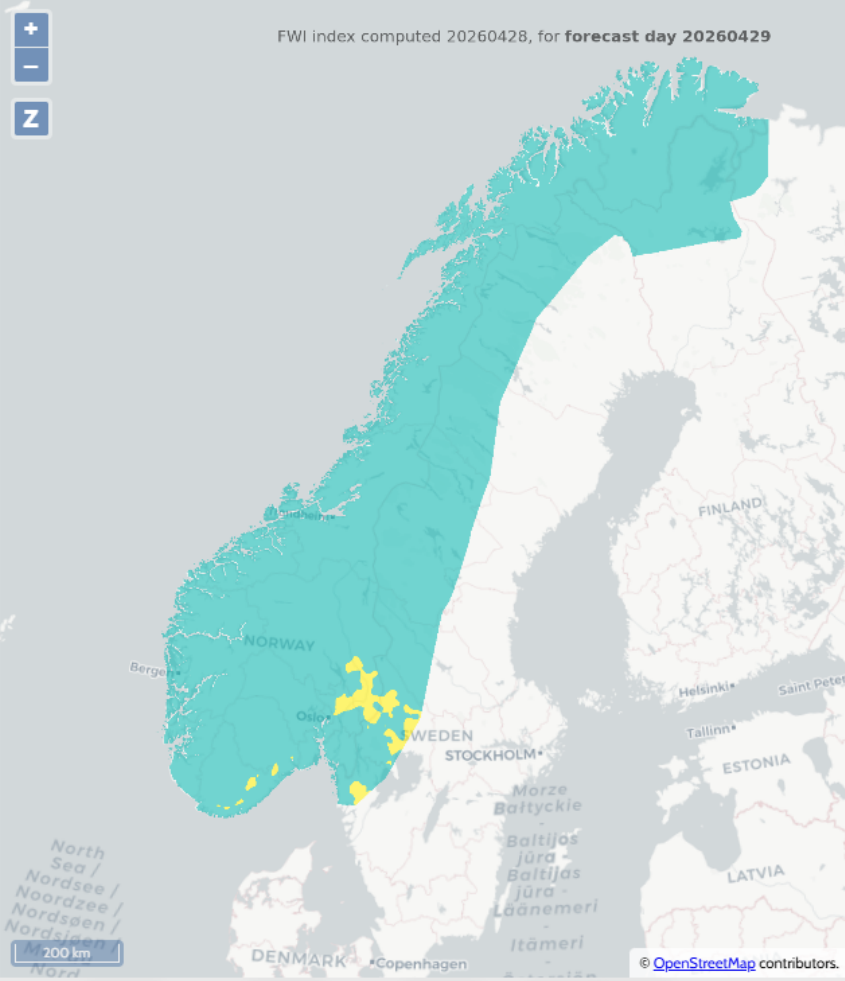 +
FWI index computed 20260428, for forecast day 20260429
−
Z
Trondheim
FINLAND
NORWAY
Bergen
Helsinki
Saint Peter
Oslo
SWEDEN
Tallinn
STOCKHOLM
ESTONIA
Morze
Bałtyckie
-
Baltijos
jūra
Baltijas
jūra -
Läänemeri
-
Itämeri
-
North
Sea /
Nordsee /
Noordzee /
Nordsøen /
Nordsjøen /
Nord
LATVIA
200 km
DENMARK
Copenhagen
© OpenStreetMap contributors.